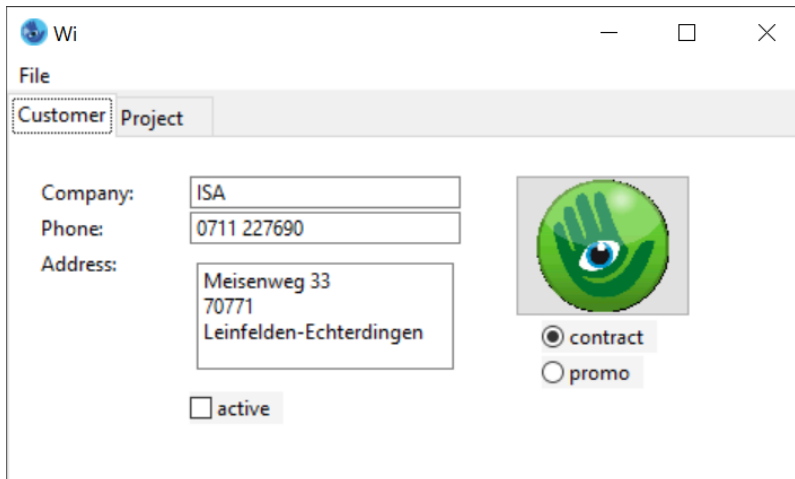 Wi
File
Customer Project
Company: ISA
Phone: 0711 227690
Address:
Meisenweg 33
70771
Leinfelden-Echterdingen
contract
promo
active